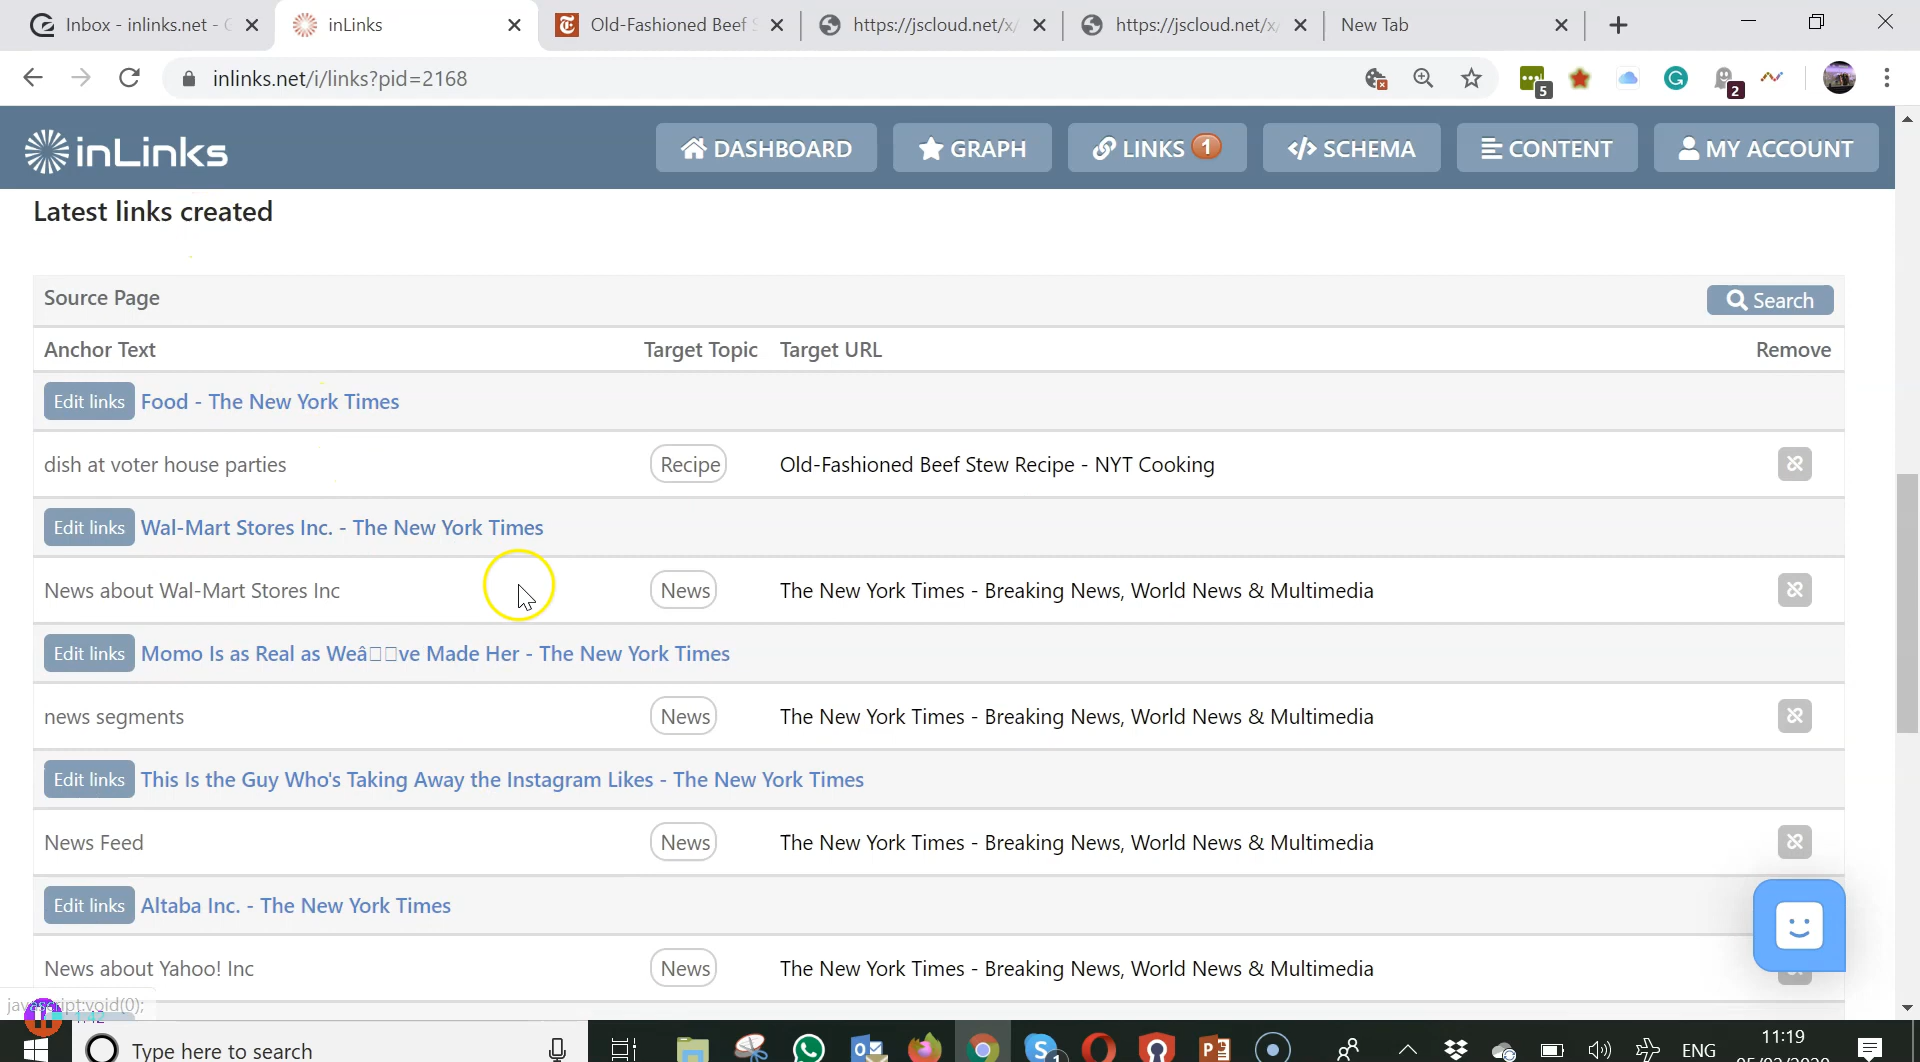 Inbox - inlinks.net -
inLinks
Old-Fashioned Beef
https://jscloud.net/x/
https://jscloud.net/x/
New Tab
inlinks.net/i/links?pid=2168
5
2
inLinks
DASHBOARD
GRAPH
LINKS 1
</> SCHEMA
CONTENT
MY ACCOUNT
Latest links created
Source Page
Search
Anchor Text
Target Topic
Target URL
Remove
Edit links Food - The New York Times
dish at voter house parties
Recipe
Old-Fashioned Beef Stew Recipe - NYT Cooking
Edit links Wal-Mart Stores Inc. - The New York Times
News about Wal-Mart Stores Inc
News
The New York Times - Breaking News, World News & Multimedia
Edit links Momo Is as Real as Weâ□□ve Made Her - The New York Times
news segments
News
The New York Times - Breaking News, World News & Multimedia
Edit links This Is the Guy Who's Taking Away the Instagram Likes - The New York Times
News Feed
News
The New York Times - Breaking News, World News & Multimedia
Edit links Altaba Inc. - The New York Times
News about Yahoo! Inc
News
The New York Times - Breaking News, World News & Multimedia
javascript:void(0);
1:42
Type here to search
1
ENG
11:19